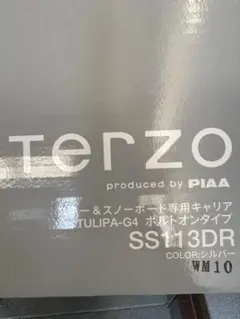 Terzo
produced by PIAA
ー&スノーボード専用キャリア
TULIPA-G4 ボルトオンタイプ
SS113DR
COLOR:シルバー
WM10